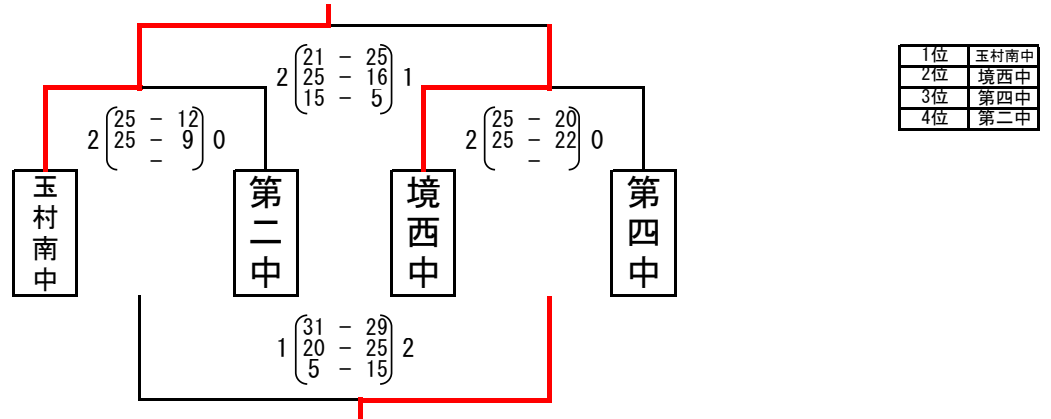 2 21 － 25 1
25 － 16
15 － 5
2 25 － 12 0
25 － 9
－
2 25 － 20 0
25 － 22
－
玉村南中
第二中
境西中
第四中
1 31 － 29 2
20 － 25
5 － 15
1位 玉村南中
2位 境西中
3位 第四中
4位 第二中